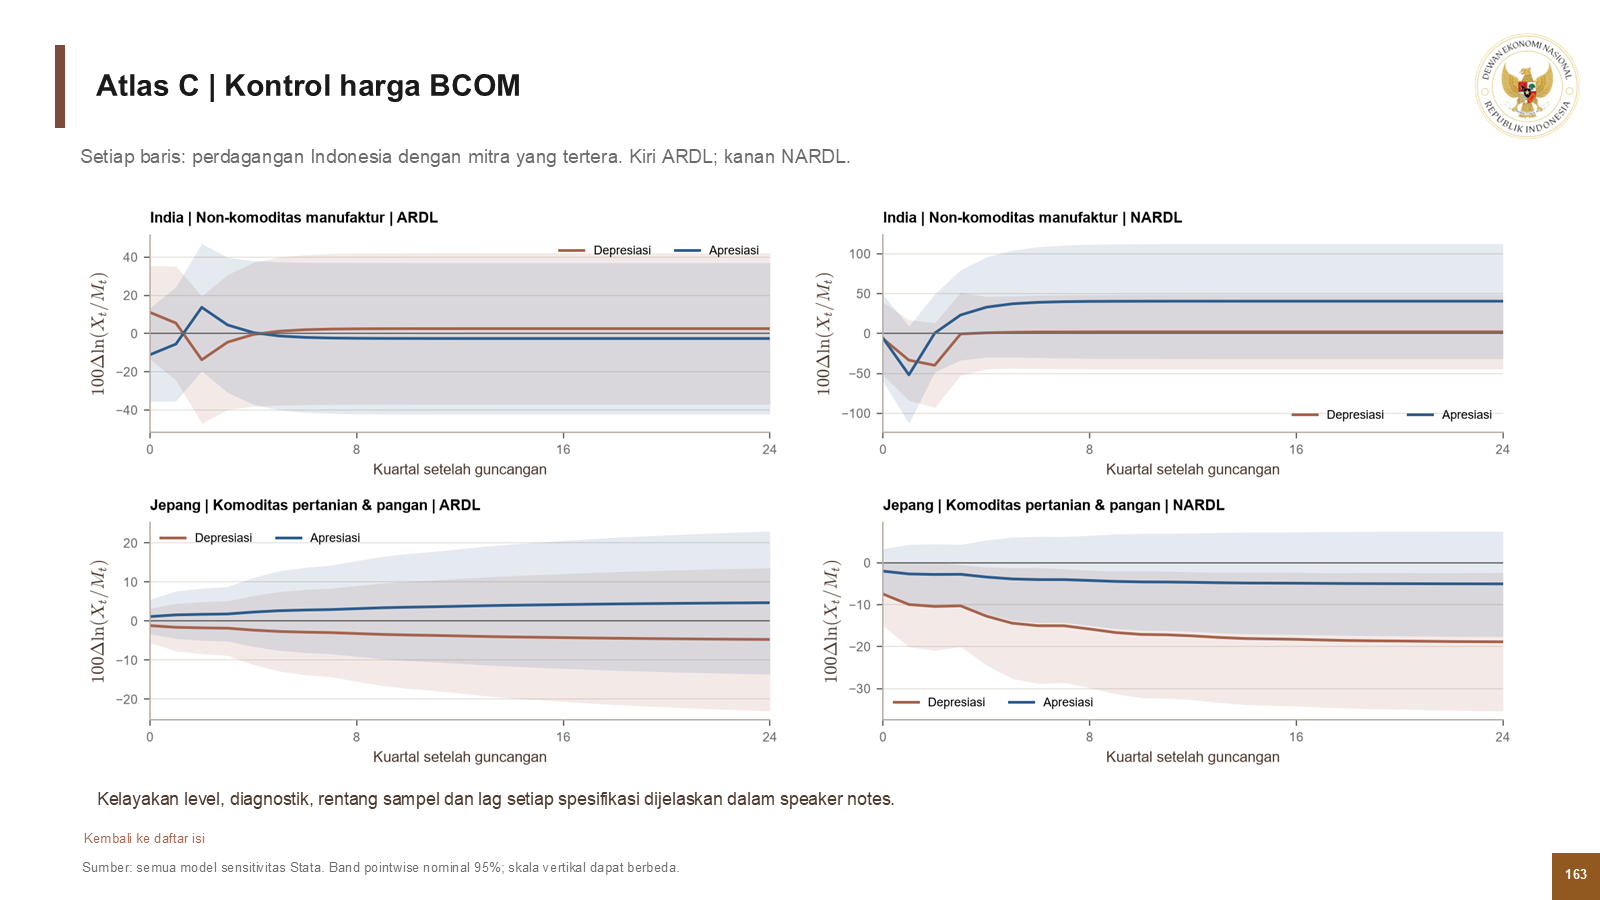 Atlas C | Kontrol harga BCOM
DEWAN EKONOMI NASIONAL
REPUBLIK INDONESIA
Setiap baris: perdagangan Indonesia dengan mitra yang tertera. Kiri ARDL; kanan NARDL.
India | Non-komoditas manufaktur | ARDL
Depresiasi
Apresiasi
100Δln(Xₜ/Mₜ)
40
20
0
−20
−40
0
8
16
24
Kuartal setelah guncangan
India | Non-komoditas manufaktur | NARDL
100Δln(Xₜ/Mₜ)
100
50
0
−50
−100
Depresiasi
Apresiasi
0
8
16
24
Kuartal setelah guncangan
Jepang | Komoditas pertanian & pangan | ARDL
Depresiasi
Apresiasi
100Δln(Xₜ/Mₜ)
20
10
0
−10
−20
0
8
16
24
Kuartal setelah guncangan
Jepang | Komoditas pertanian & pangan | NARDL
100Δln(Xₜ/Mₜ)
0
−10
−20
−30
Depresiasi
Apresiasi
0
8
16
24
Kuartal setelah guncangan
Kelayakan level, diagnostik, rentang sampel dan lag setiap spesifikasi dijelaskan dalam speaker notes.
Kembali ke daftar isi
Sumber: semua model sensitivitas Stata. Band pointwise nominal 95%; skala vertikal dapat berbeda.
163